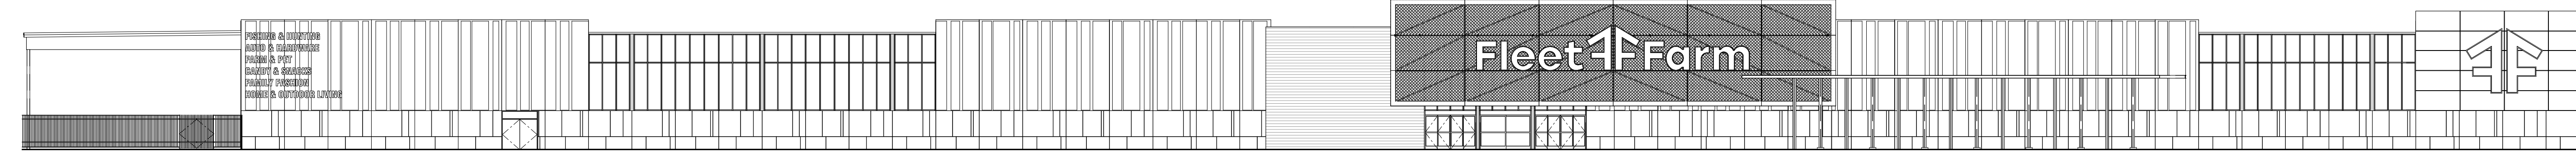 FISHING & HUNTING
AUTO & HARDWARE
FARM & PET
CANDY & SNACKS
FAMILY FASHION
HOME & OUTDOOR LIVING
Fleet Farm